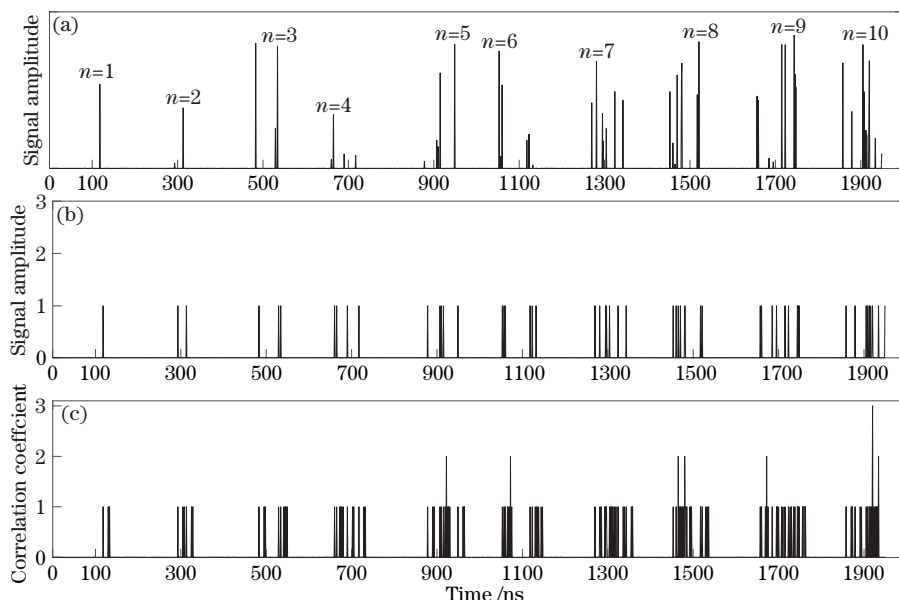 (a)
Signal amplitude
n=1
n=2
n=3
n=4
n=5
n=6
n=7
n=8
n=9
n=10
0 100 300 500 700 900 1100 1300 1500 1700 1900
(b)
Signal amplitude
3
2
1
0
0 100 300 500 700 900 1100 1300 1500 1700 1900
(c)
Correlation coeffcient
3
2
1
0
0 100 300 500 700 900 1100 1300 1500 1700 1900
Time /ns